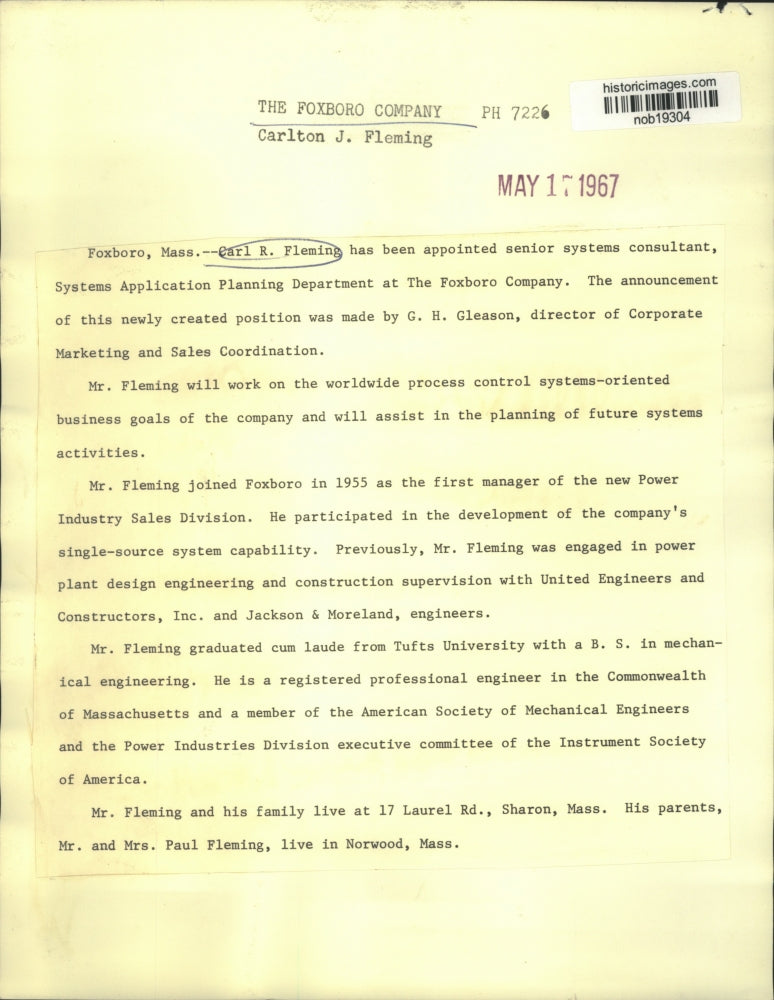 historicimages.com
nob19304
THE FOXBORO COMPANY PH 7226
Carlton J. Fleming
MAY 17 1967
Foxboro, Mass.--Carl R. Fleming has been appointed senior systems consultant,
Systems Application Planning Department at The Foxboro Company. The announcement
of this newly created position was made by G. H. Gleason, director of Corporate
Marketing and Sales Coordination.
Mr. Fleming will work on the worldwide process control systems-oriented
business goals of the company and will assist in the planning of future systems
activities.
Mr. Fleming joined Foxboro in 1955 as the first manager of the new Power
Industry Sales Division. He participated in the development of the company's
single-source system capability. Previously, Mr. Fleming was engaged in power
plant design engineering and construction supervision with United Engineers and
Constructors, Inc. and Jackson & Moreland, engineers.
Mr. Fleming graduated cum laude from Tufts University with a B. S. in mechan-
ical engineering. He is a registered professional engineer in the Commonwealth
of Massachusetts and a member of the American Society of Mechanical Engineers
and the Power Industries Division executive committee of the Instrument Society
of America.
Mr. Fleming and his family live at 17 Laurel Rd., Sharon, Mass. His parents,
Mr. and Mrs. Paul Fleming, live in Norwood, Mass.